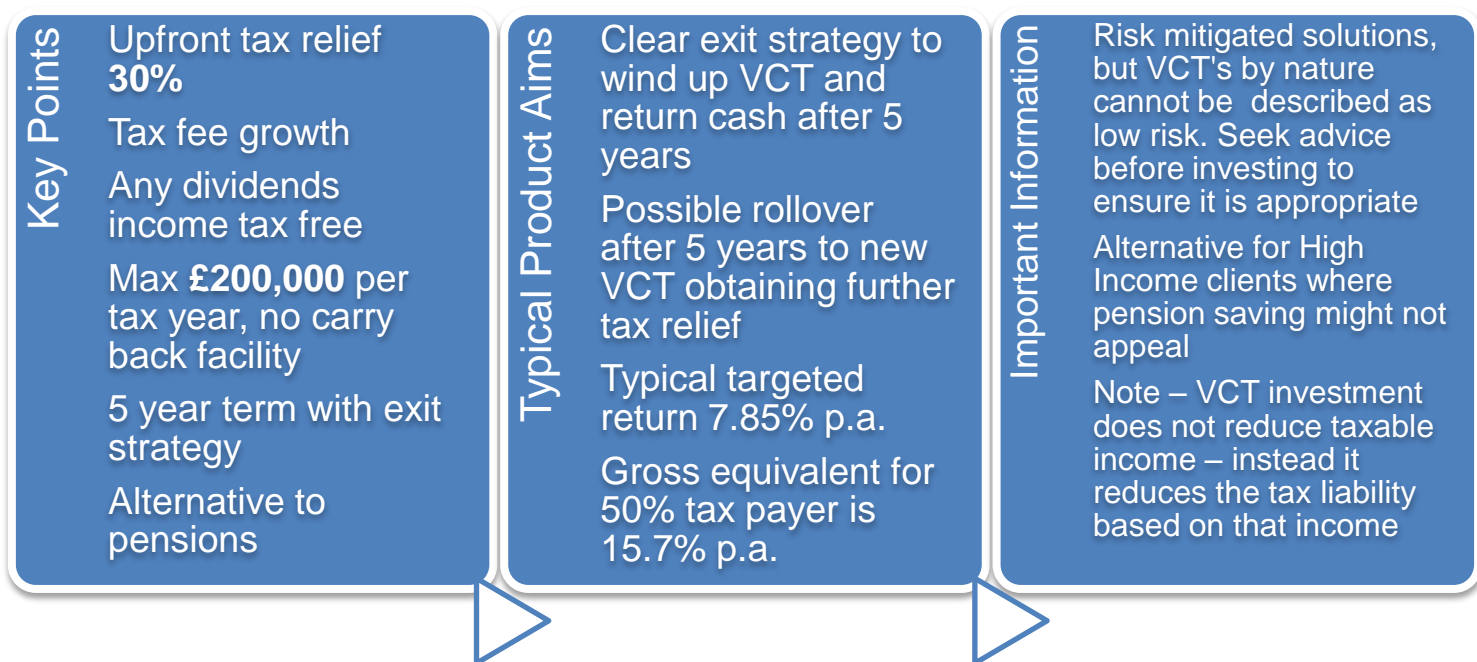 Key Points
Upfront tax relief
30%
Tax fee growth
Any dividends
income tax free
Max £200,000 per
tax year, no carry
back facility
5 year term with exit
strategy
Alternative to
pensions
Typical Product Aims
Clear exit strategy to
wind up VCT and
return cash after 5
years
Possible rollover
after 5 years to new
VCT obtaining further
tax relief
Typical targeted
return 7.85% p.a.
Gross equivalent for
50% tax payer is
15.7% p.a.
Important Information
Risk mitigated solutions,
but VCT's by nature
cannot be  described as
low risk. Seek advice
before investing to
ensure it is appropriate
Alternative for High
Income clients where
pension saving might not
appeal
Note – VCT investment
does not reduce taxable
income – instead it
reduces the tax liability
based on that income